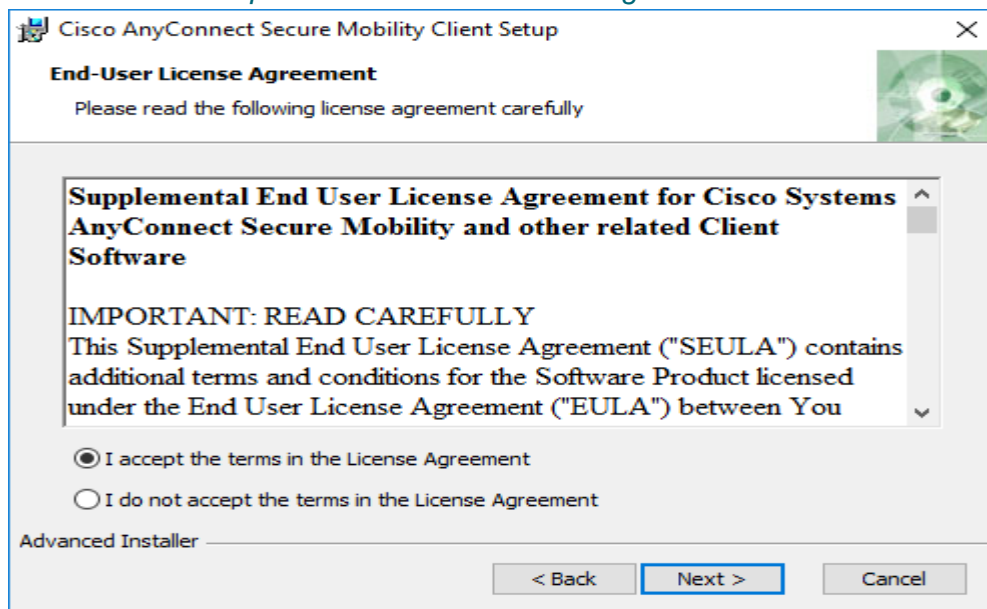 Cisco AnyConnect Secure Mobility Client Setup
End-User License Agreement
Please read the following license agreement carefully
Supplemental End User License Agreement for Cisco Systems
AnyConnect Secure Mobility and other related Client
Software
IMPORTANT: READ CAREFULLY
This Supplemental End User License Agreement ("SEULA") contains
additional terms and conditions for the Software Product licensed
under the End User License Agreement ("EULA") between You
I accept the terms in the License Agreement
I do not accept the terms in the License Agreement
Advanced Installer
< Back Next > Cancel